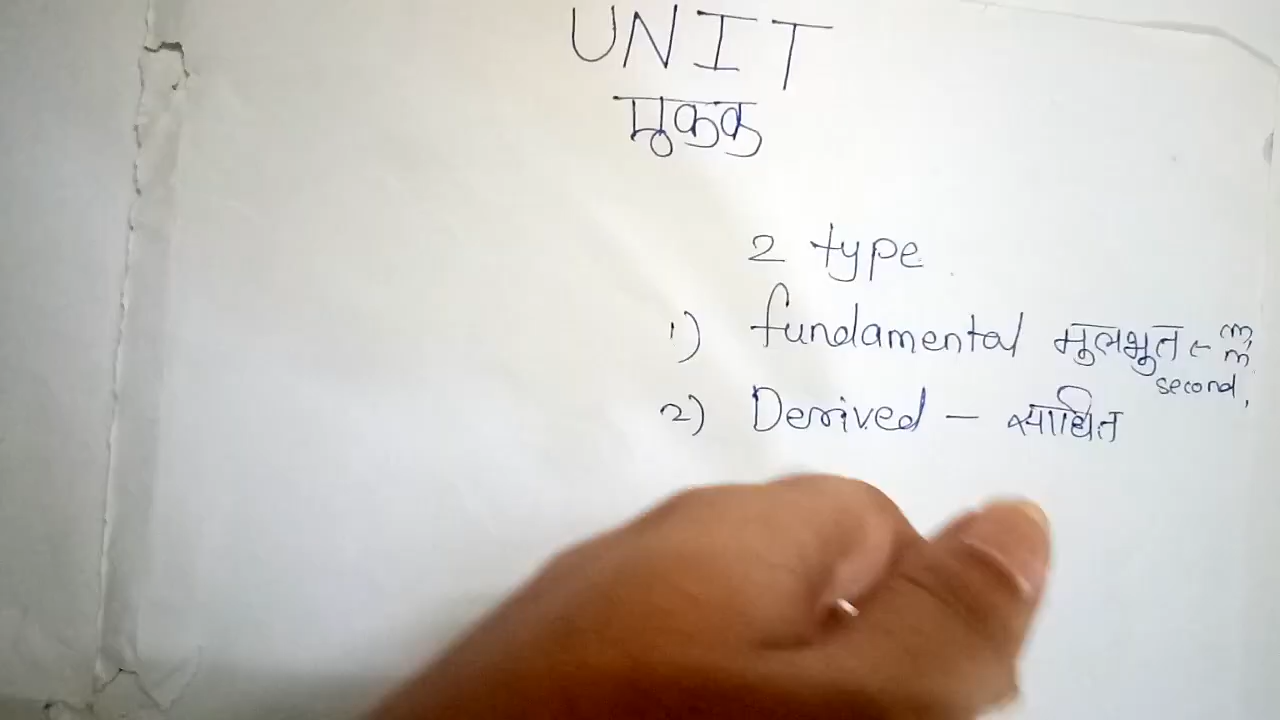 UNIT
मूकक
2 type
1) fundamental मूलभूत - m,
m
second,
2) Derived - साधित